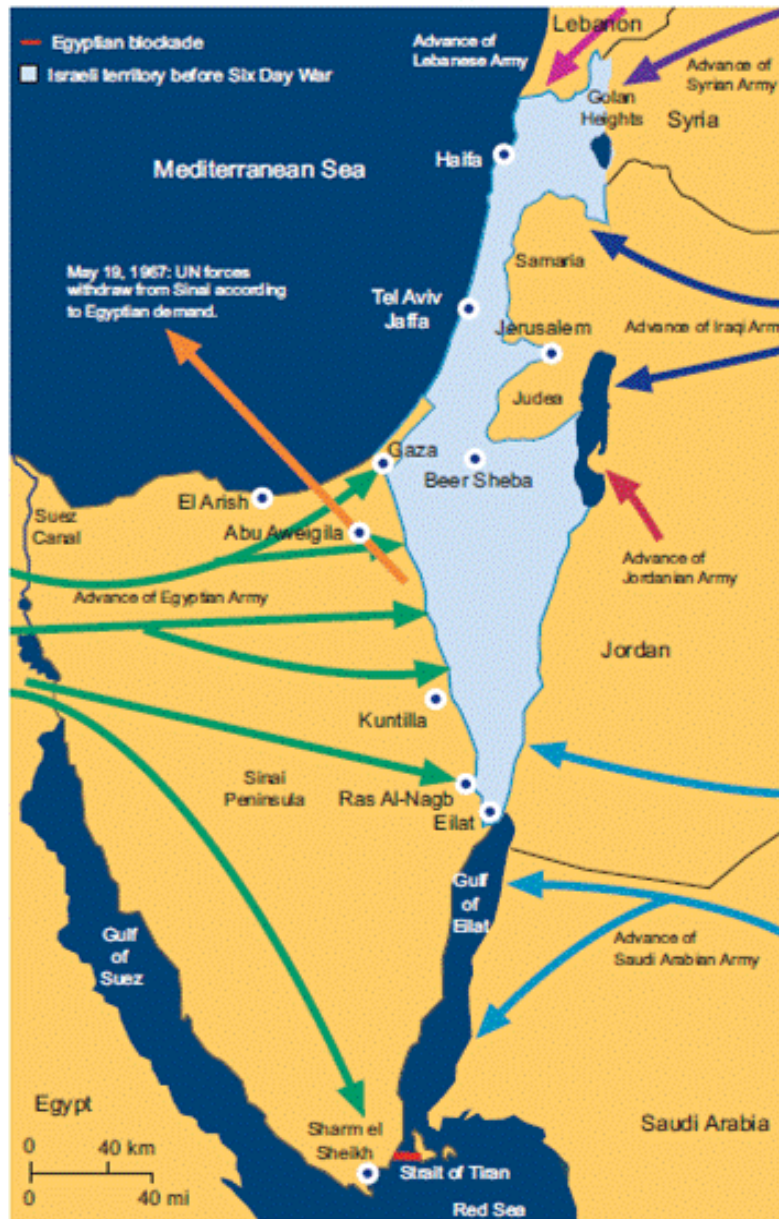 Egyptian blockade
Israeli territory before Six Day War
Advance of
Lebanese Army
Lebanon
Advance of
Syrian Army
Golan
Heights
Syria
Haifa
Mediterranean Sea
Samaria
May 19, 1967: UN forces
withdraw from Sinai according
to Egyptian demand.
Tel Aviv
Jaffa
Jerusalem
Advance of Iraqi Arm
Judea
Gaza
Beer Sheba
El Arish
Suez
Canal
Abu Aweigila
Advance of
Jordanian Army
Advance of Egyptian Army
Jordan
Kuntilla
Sinai
Peninsula
Ras Al-Nagb
Eilat
Gulf
of
Eilat
Gulf
of
Suez
Advance of
Saudi Arabian Army
Egypt
Sharm el
Sheikh
Saudi Arabia
0 40 km
0 40 mi
Strait of Tiran
Red Sea